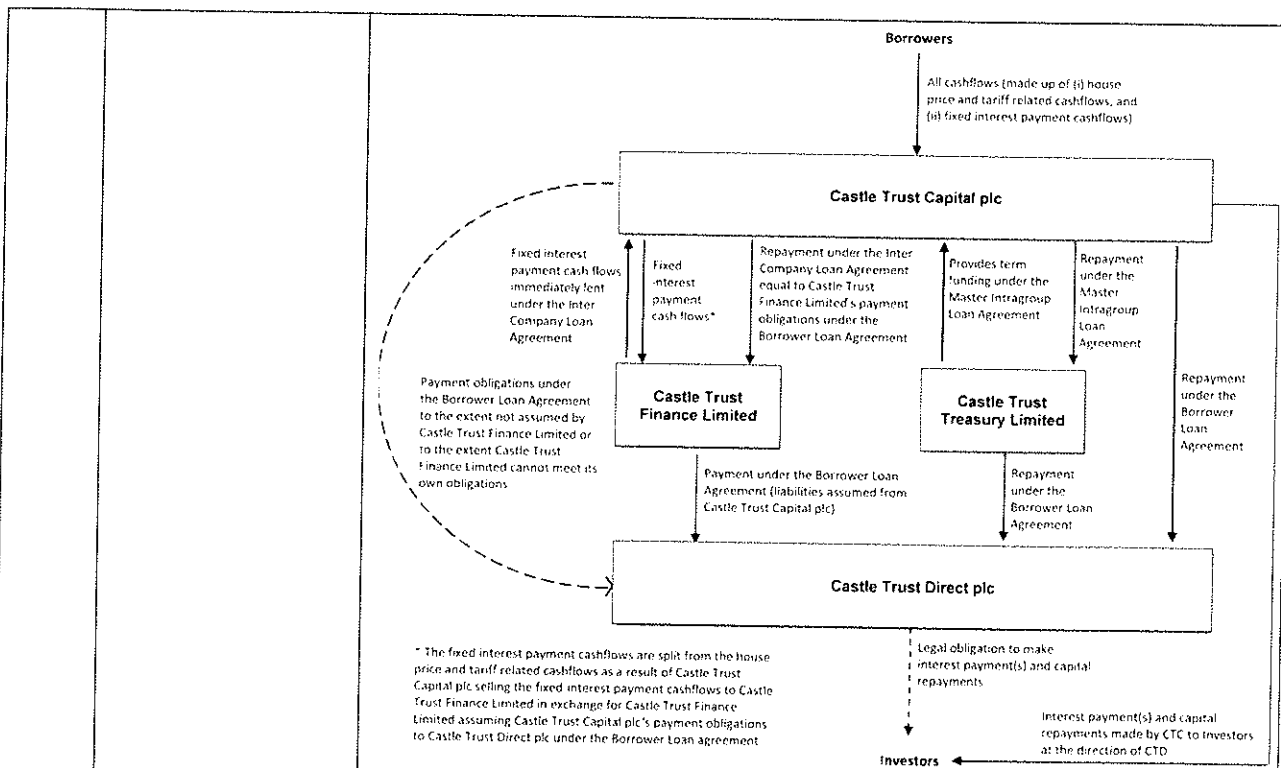 Borrowers
All cashflows (made up of (i) house
price and tariff related cashflows, and
(ii) fixed interest payment cashflows)
Castle Trust Capital plc
Fixed interest
payment cash flows
immediately lent
under the Inter
Company Loan
Agreement
Fixed
interest
payment
cash flows*
Repayment under the Inter
Company Loan Agreement
equal to Castle Trust
Finance Limited's payment
obligations under the
Borrower Loan Agreement
Provides term
funding under the
Master Intragroup
Loan Agreement
Repayment
under the
Master
Intragroup
Loan
Agreement
Payment obligations under
the Borrower Loan Agreement
to the extent not assumed by
Castle Trust Finance Limited or
to the extent Castle Trust
Finance Limited cannot meet its
own obligations
Castle Trust
Finance Limited
Castle Trust
Treasury Limited
Repayment
under the
Borrower
Loan
Agreement
Payment under the Borrower Loan
Agreement (liabilities assumed from
Castle Trust Capital plc)
Repayment
under the
Borrower Loan
Agreement
Castle Trust Direct plc
* The fixed interest payment cashflows are split from the house
price and tariff related cashflows as a result of Castle Trust
Capital plc selling the fixed interest payment cashflows to Castle
Trust Finance Limited in exchange for Castle Trust Finance
Limited assuming Castle Trust Capital plc's payment obligations
to Castle Trust Direct plc under the Borrower Loan agreement
Legal obligation to make
interest payment(s) and capital
repayments
Interest payment(s) and capital
repayments made by CTC to Investors
at the direction of CTD
Investors